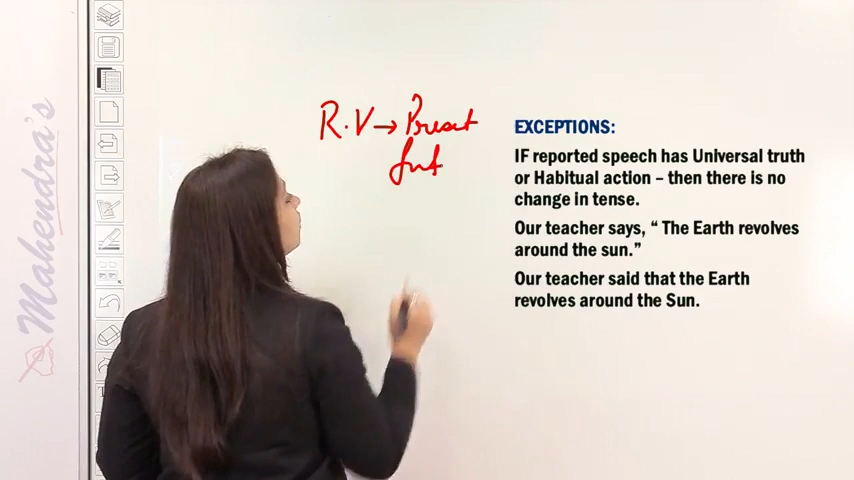 Mahendra's
R.V → Present
fut
EXCEPTIONS:
IF reported speech has Universal truth
or Habitual action – then there is no
change in tense.
Our teacher says, “ The Earth revolves
around the sun.”
Our teacher said that the Earth
revolves around the Sun.